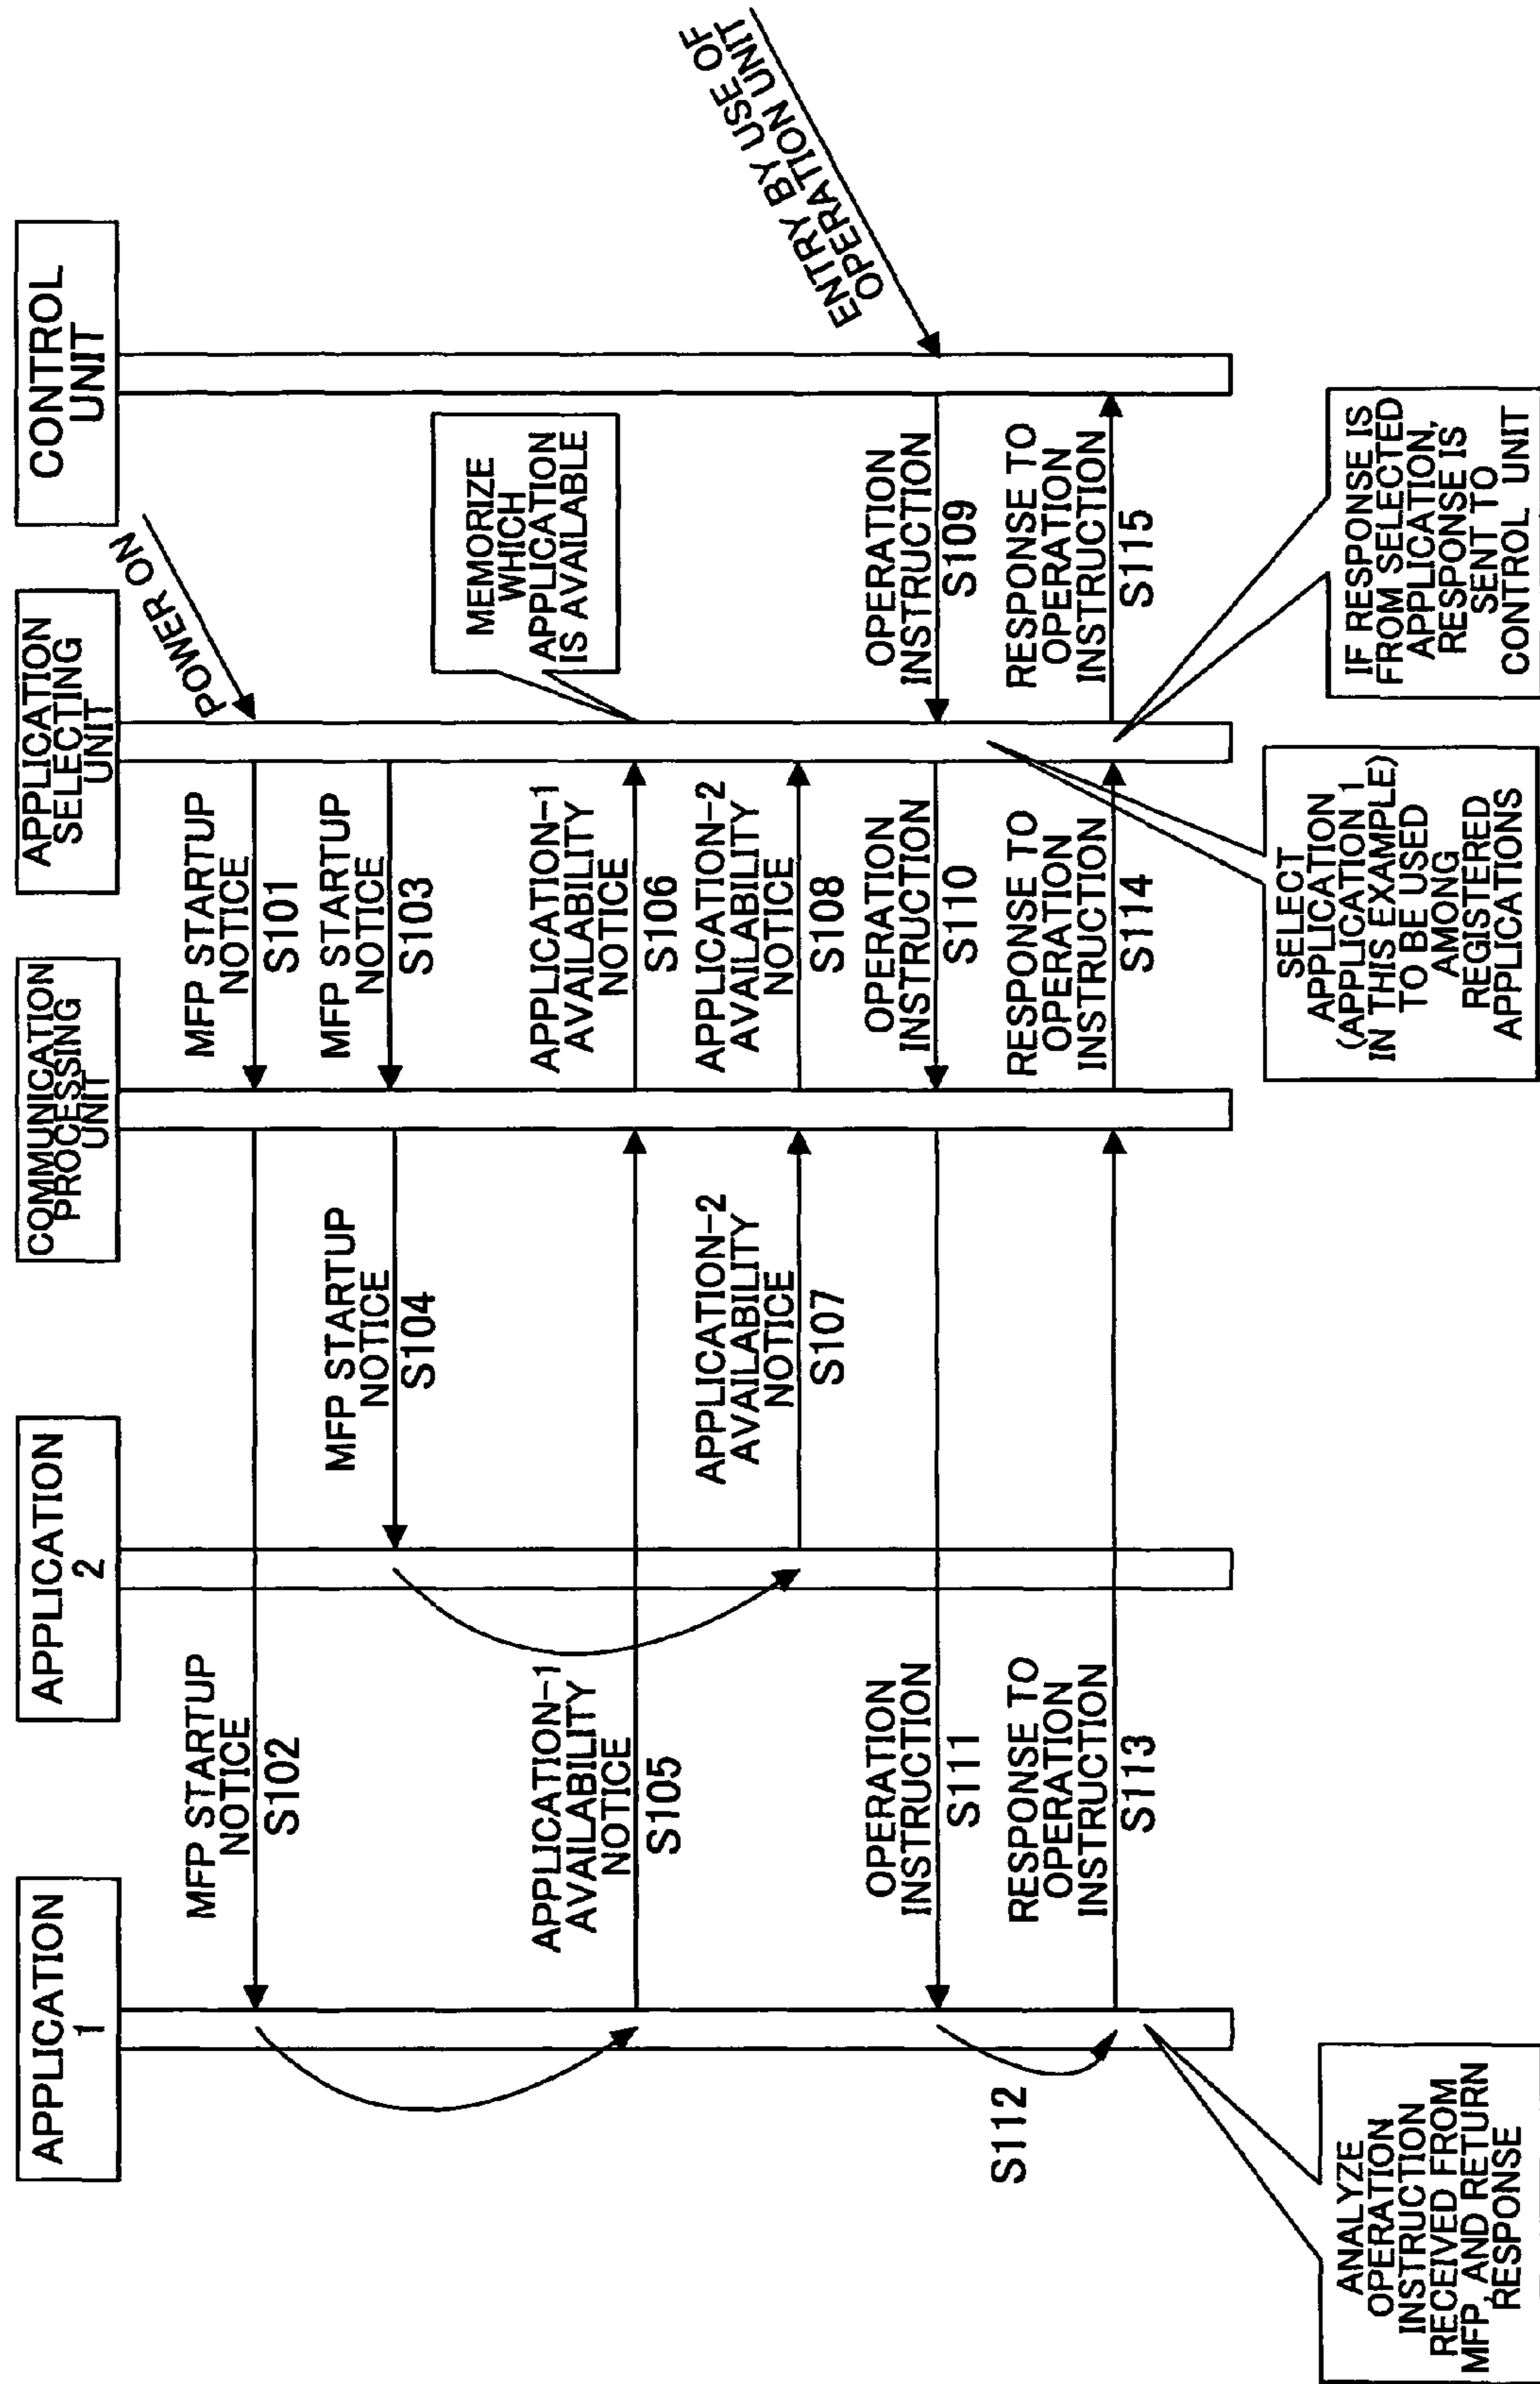 APPLICATION
1
APPLICATION
2
COMMUNICATION
PROCESSING
UNIT
APPLICATION
SELECTING
UNIT
CONTROL
UNIT
POWER ON
MFP STARTUP
NOTICE
S101
MFP STARTUP
NOTICE
S102
MFP STARTUP
NOTICE
S103
MFP STARTUP
NOTICE
S104
MEMORIZE
WHICH
APPLICATION
IS AVAILABLE
APPLICATION-1
AVAILABILITY
NOTICE
S105
APPLICATION-1
AVAILABILITY
NOTICE
S106
APPLICATION-2
AVAILABILITY
NOTICE
S107
APPLICATION-2
AVAILABILITY
NOTICE
S108
ENTRY BY USE OF
OPERATION UNIT
OPERATION
INSTRUCTION
S109
OPERATION
INSTRUCTION
S110
OPERATION
INSTRUCTION
S111
S112
RESPONSE TO
OPERATION
INSTRUCTION
S113
RESPONSE TO
OPERATION
INSTRUCTION
S114
RESPONSE TO
OPERATION
INSTRUCTION
S115
ANALYZE
OPERATION
INSTRUCTION
RECEIVED FROM
MFP, AND RETURN
RESPONSE
SELECT
APPLICATION
(APPLICATION 1
IN THIS EXAMPLE)
TO BE USED
AMONG
REGISTERED
APPLICATIONS
IF RESPONSE IS
FROM SELECTED
APPLICATION,
RESPONSE IS
SENT TO
CONTROL UNIT